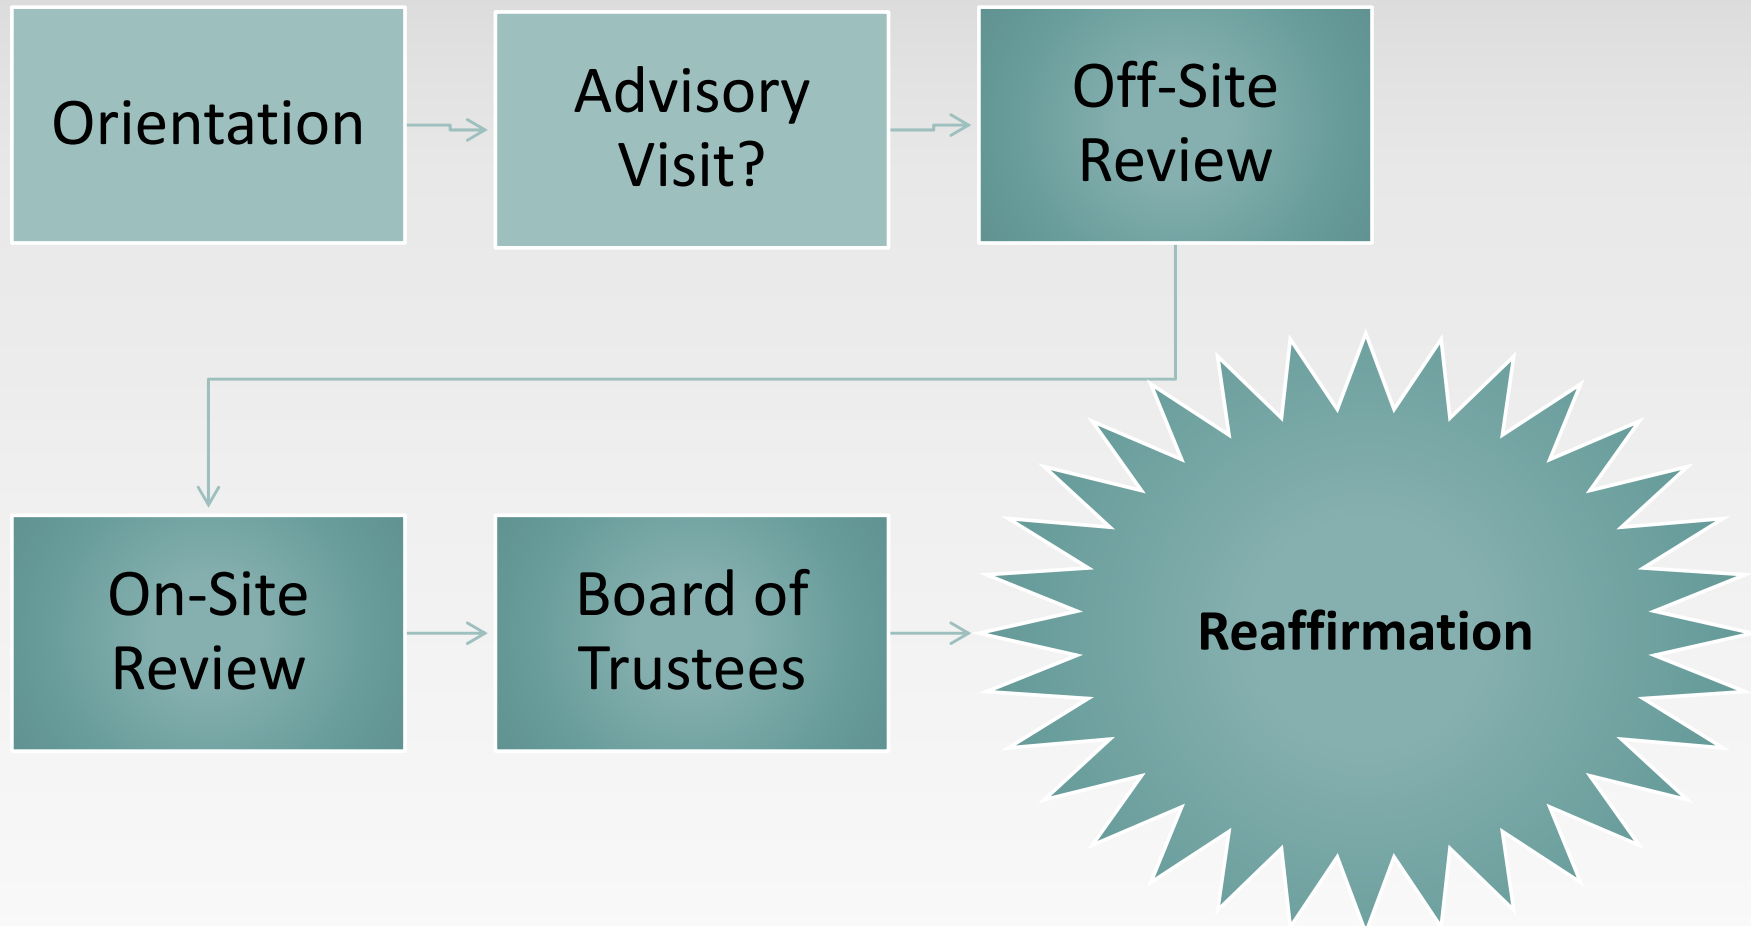 Orientation
Advisory
Visit?
Off-Site
Review
On-Site
Review
Board of
Trustees
Reaffirmation